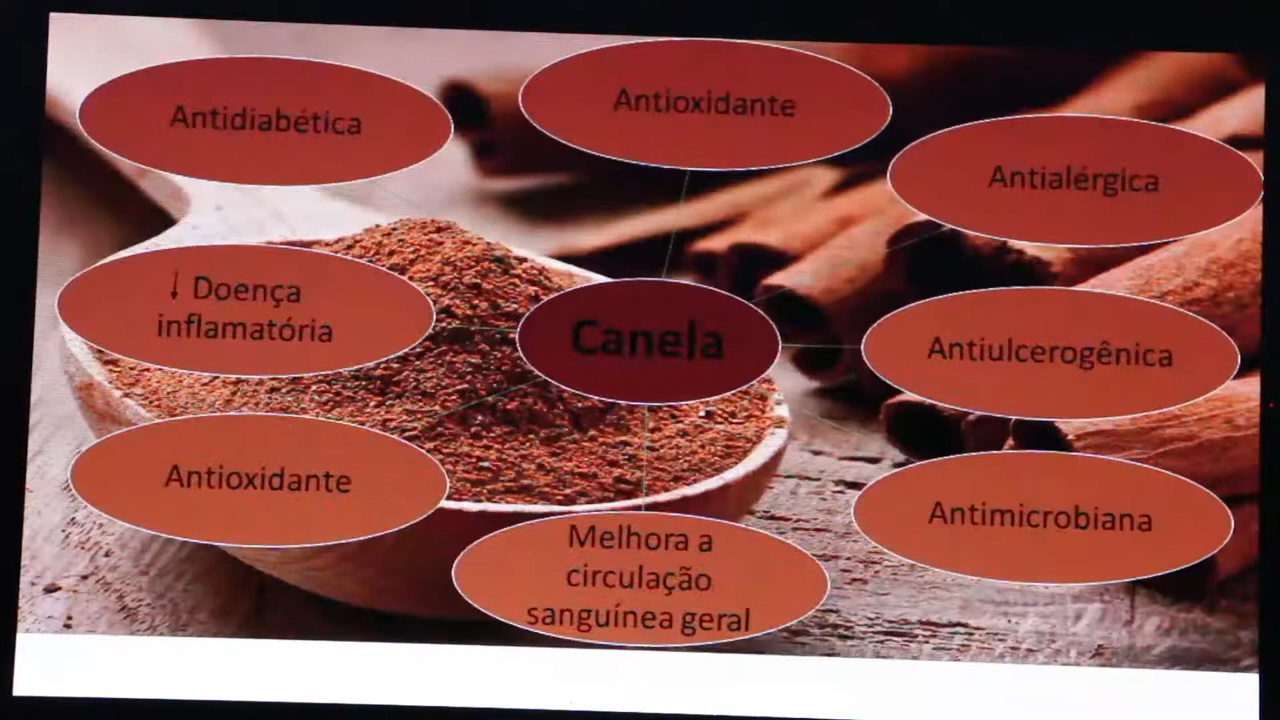 Antidiabética
Antioxidante
Antialérgica
↓ Doença
inflamatória
Canela
Antiulcerogênica
Antioxidante
Antimicrobiana
Melhora a
circulação
sanguínea geral